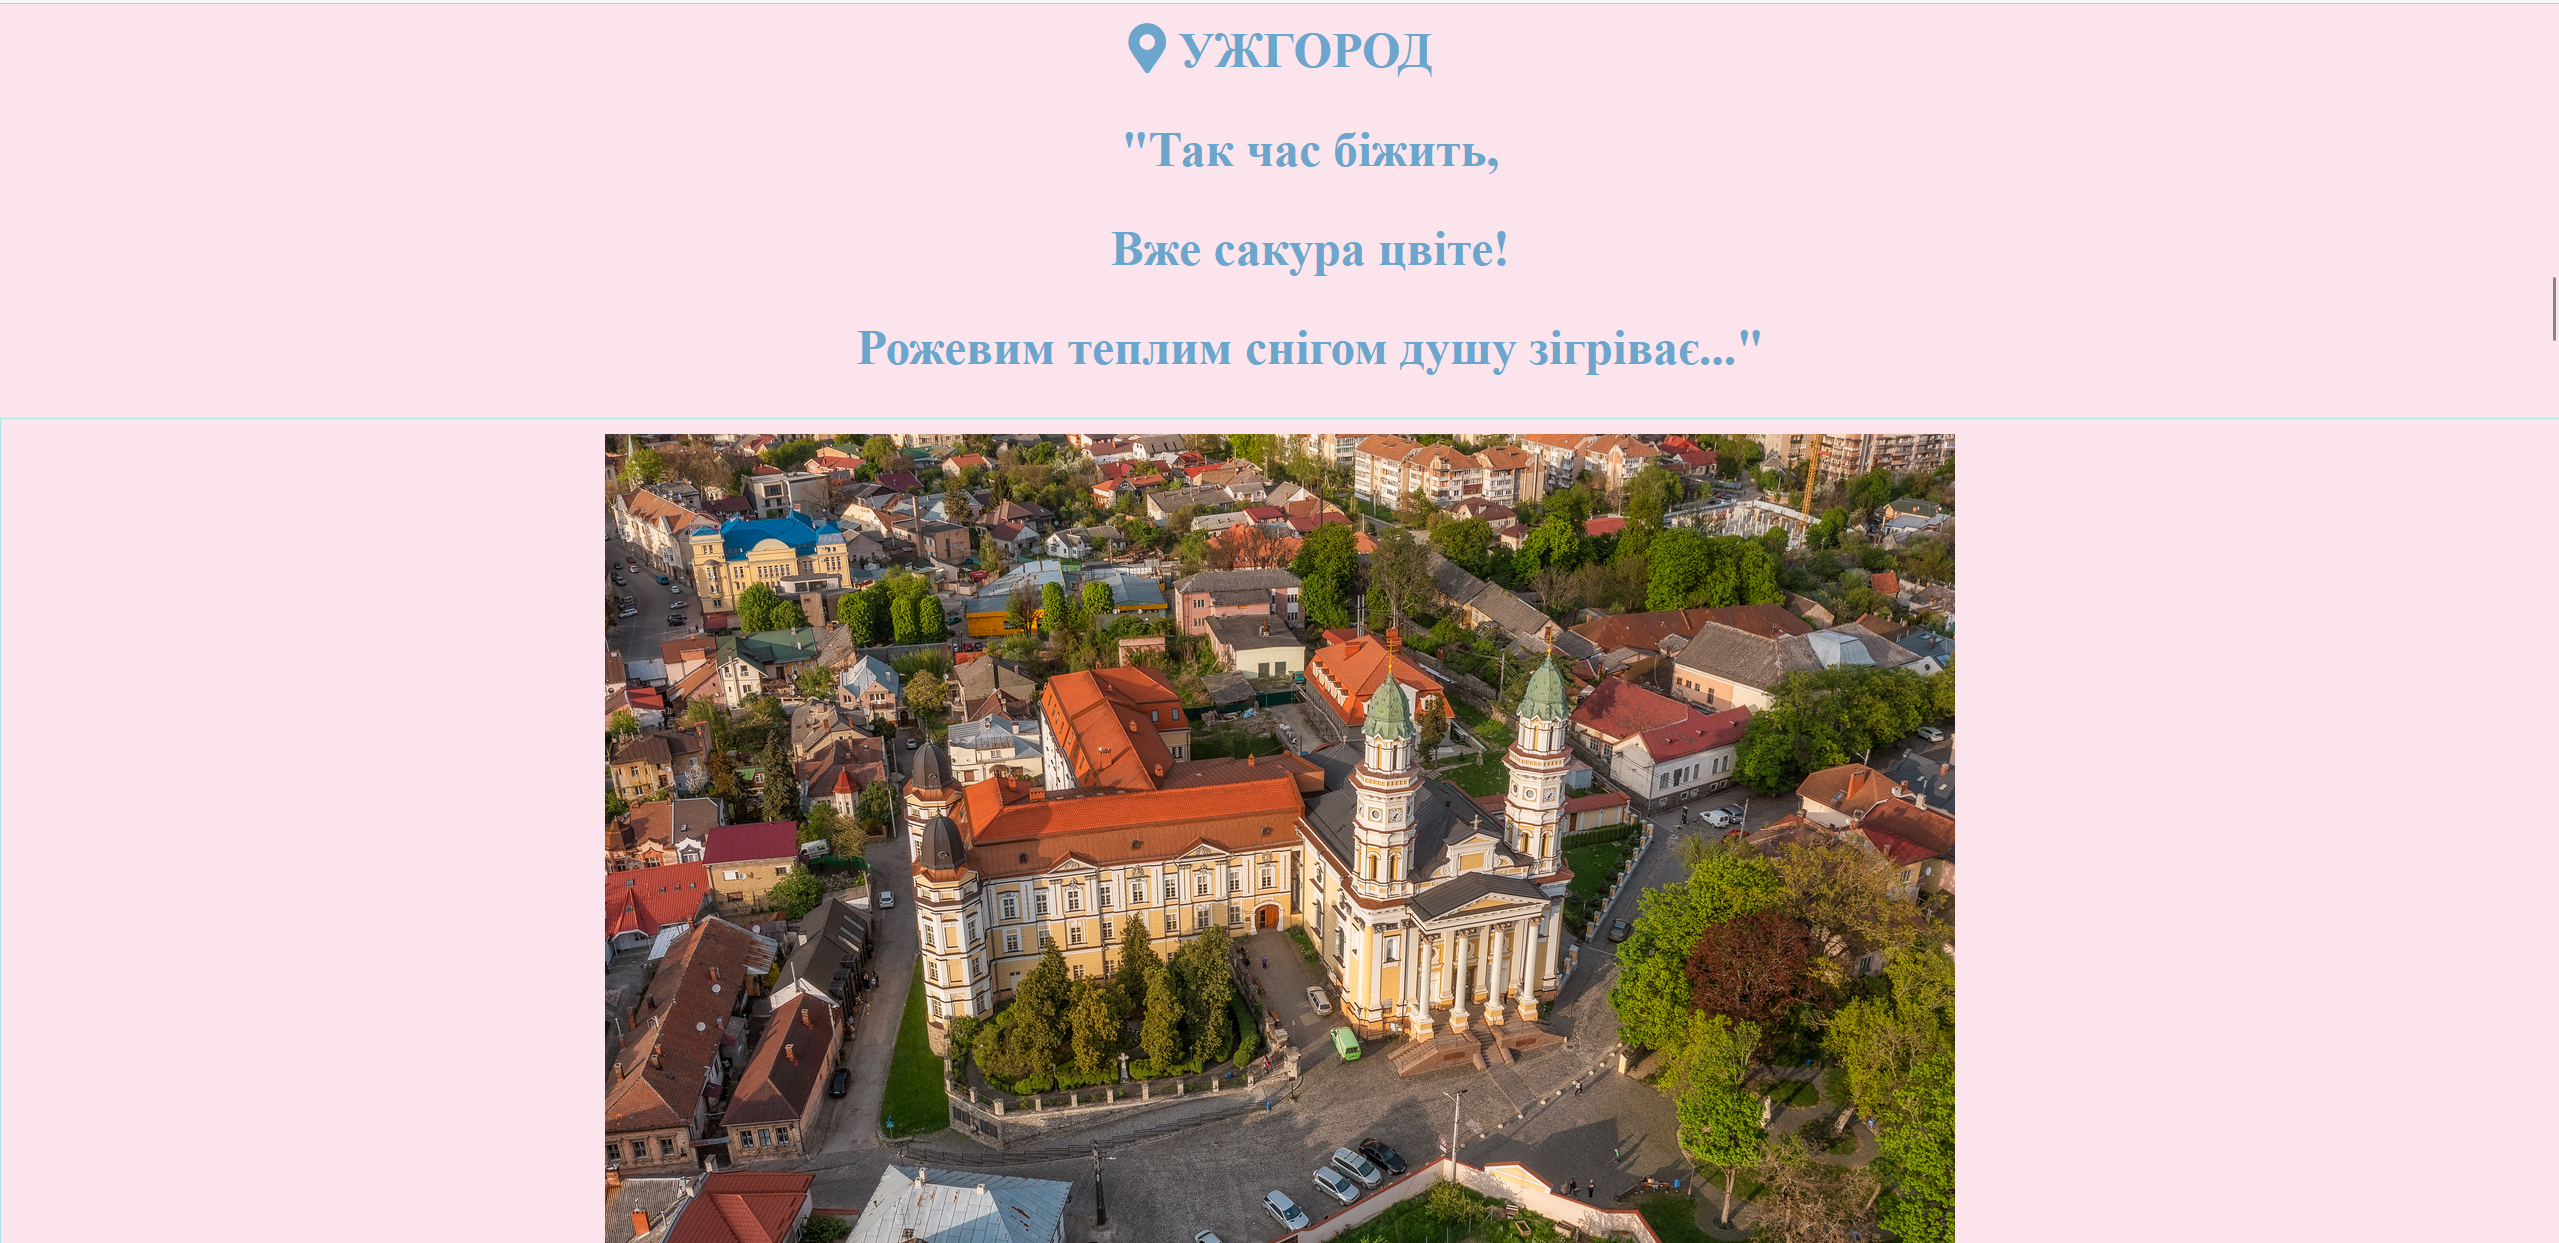 УЖГОРОД
"Так час біжить,
Вже сакура цвіте!
Рожевим теплим снігом душу зігріває..."